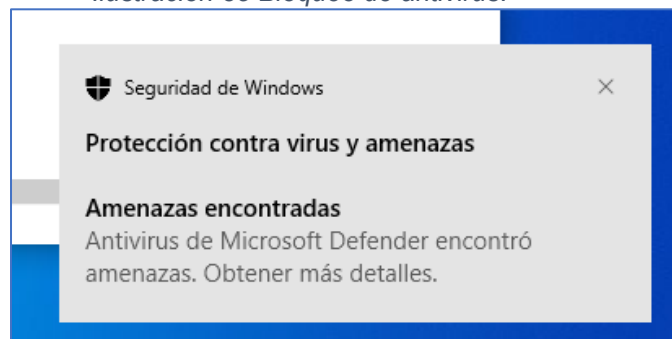 Seguridad de Windows
Protección contra virus y amenazas
Amenazas encontradas
Antivirus de Microsoft Defender encontró
amenazas. Obtener más detalles.